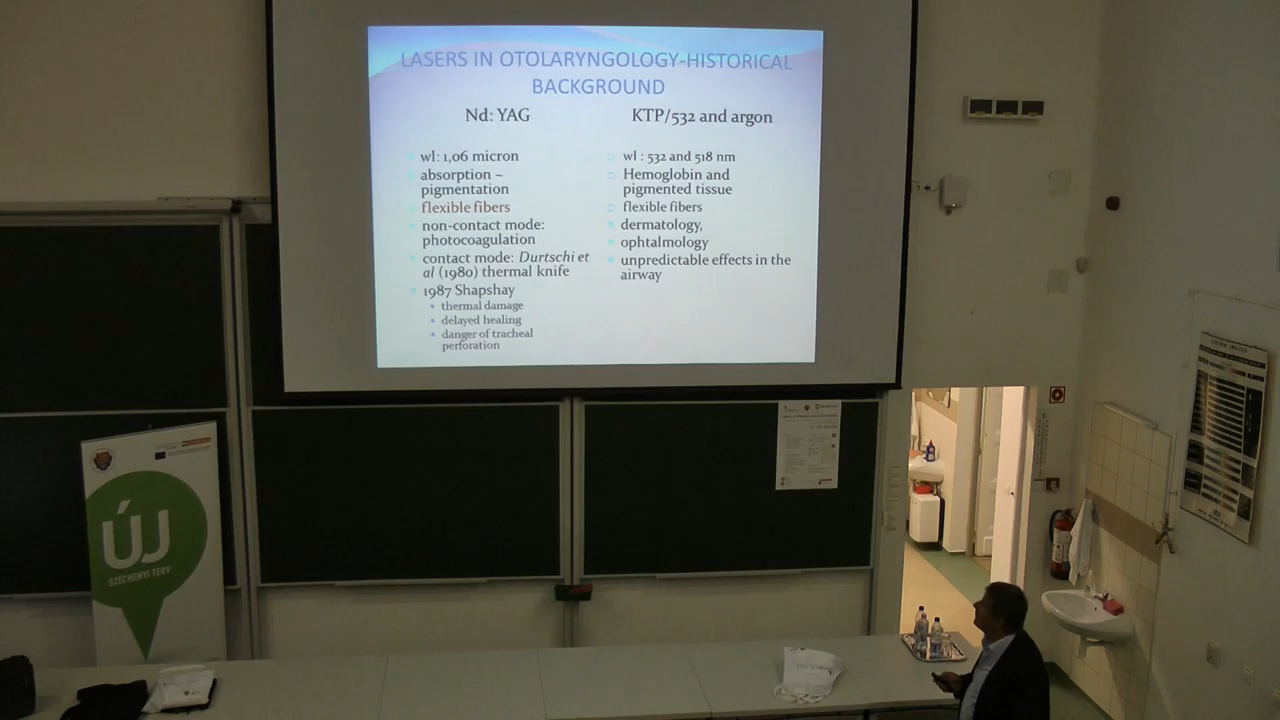 LASERS IN OTOLARYNGOLOGY-HISTORICAL
BACKGROUND
Nd: YAG
wl: 1,06 micron
absorption ~
pigmentation
flexible fibers
non-contact mode:
photocoagulation
contact mode: Durtschi et
al (1980) thermal knife
1987 Shapshay
thermal damage
delayed healing
danger of tracheal
perforation
KTP/532 and argon
wl : 532 and 518 nm
Hemoglobin and
pigmented tissue
flexible fibers
dermatology,
ophtalmology
unpredictable effects in the
airway
ÚJ
SZÉCHENYI TERV